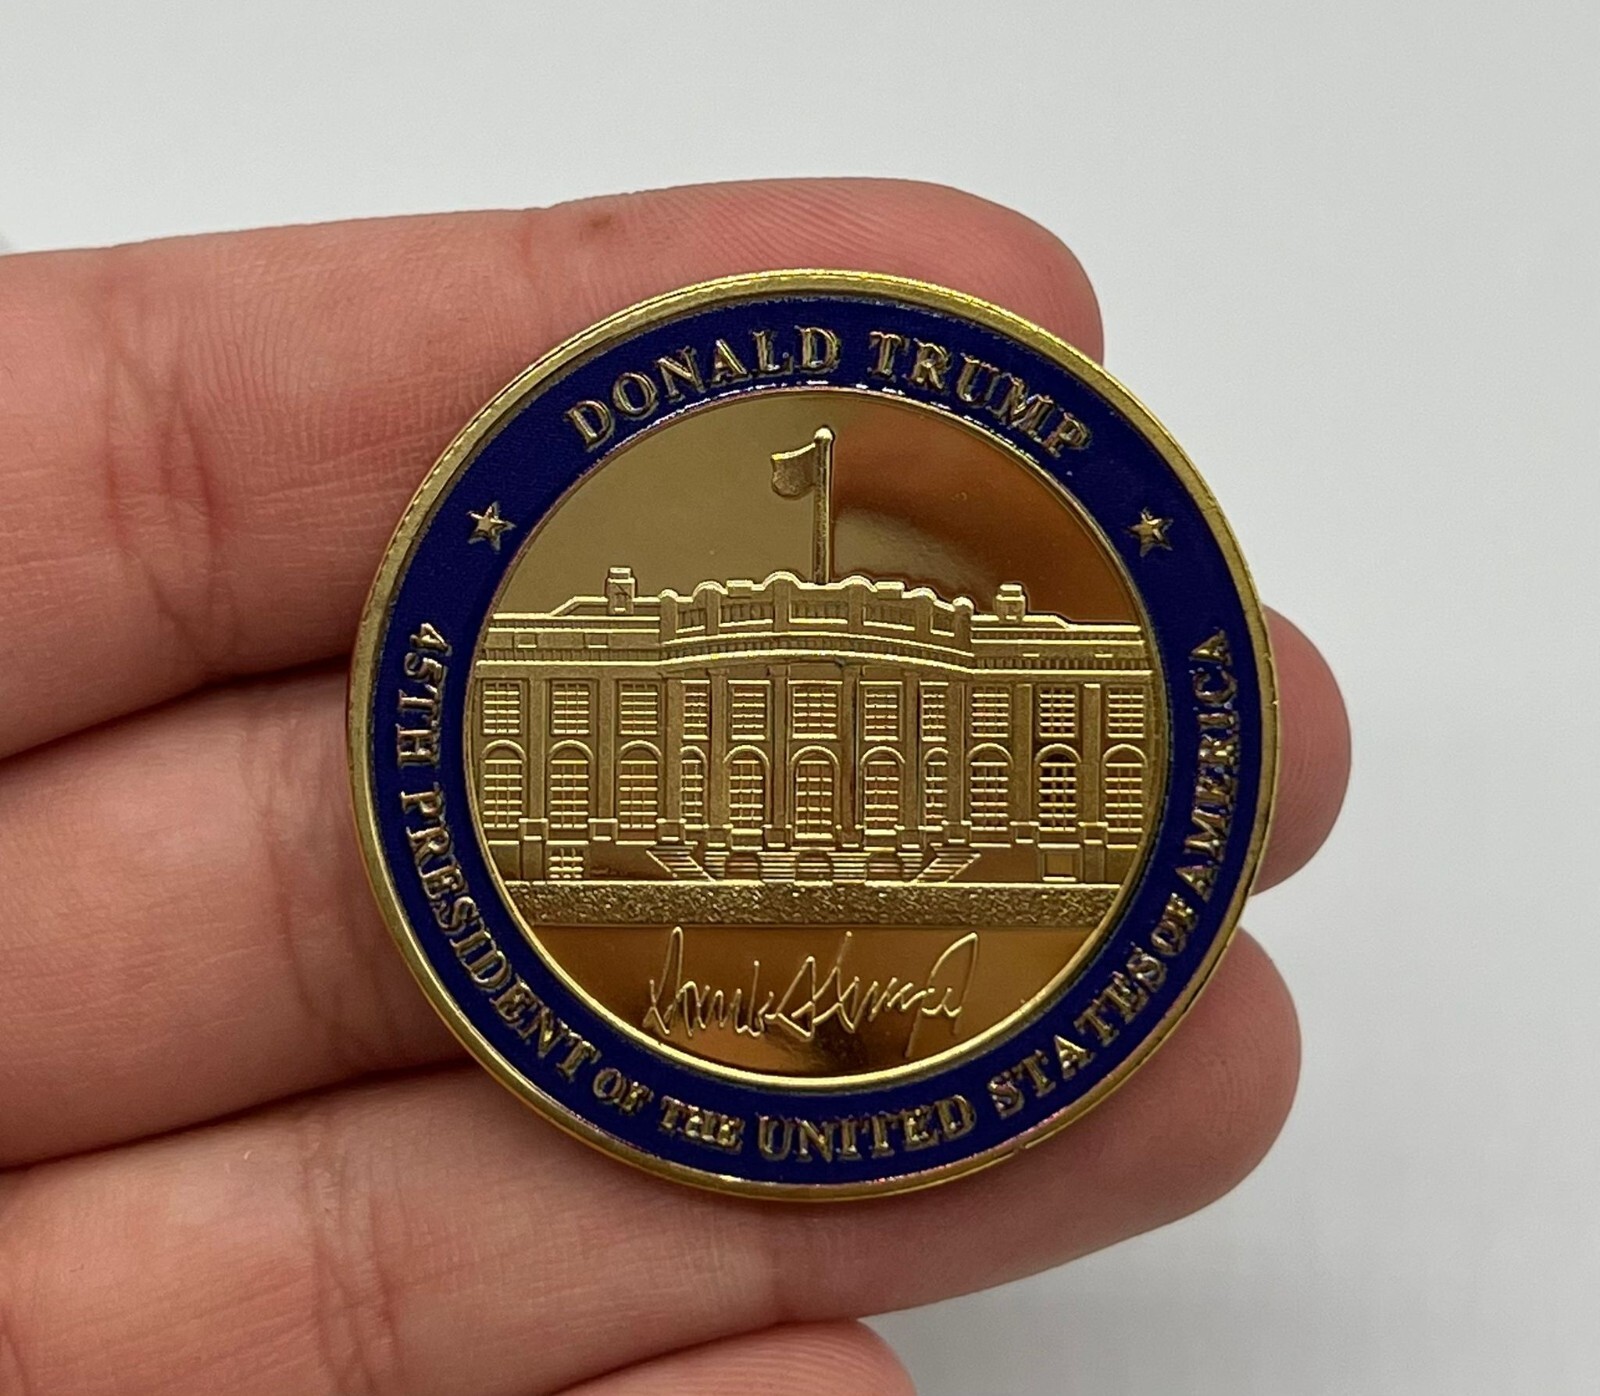 DONALD TRUMP
45TH PRESIDENT OF THE UNITED STATES OF AMERICA